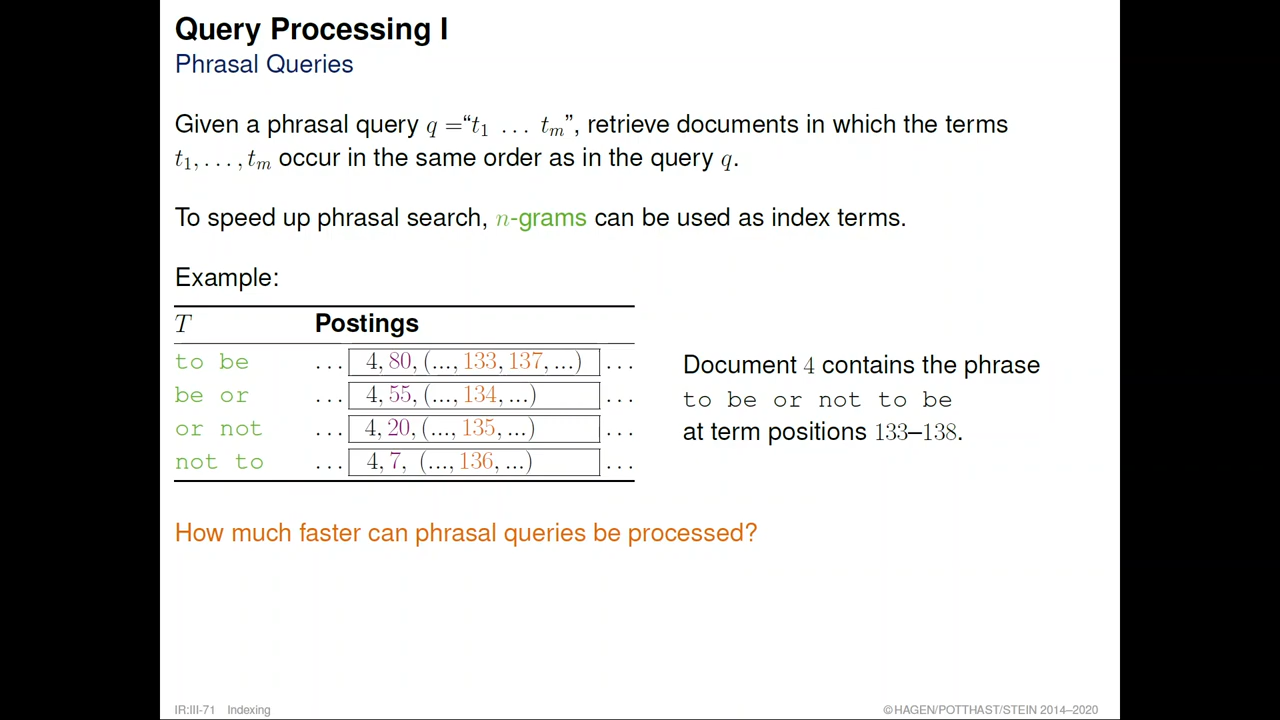 Query Processing I
Phrasal Queries
Given a phrasal query q =“t₁ … tₘ”, retrieve documents in which the terms
t₁, … , tₘ occur in the same order as in the query q.
To speed up phrasal search, n-grams can be used as index terms.
Example:
T Postings
to be … 4, 80, (..., 133, 137, ...) …
be or … 4, 55, (..., 134, ...) …
or not … 4, 20, (..., 135, ...) …
not to … 4, 7, (..., 136, ...) …
Document 4 contains the phrase
to be or not to be
at term positions 133–138.
How much faster can phrasal queries be processed?
IR:III-71 Indexing
©HAGEN/POTTHAST/STEIN 2014–2020